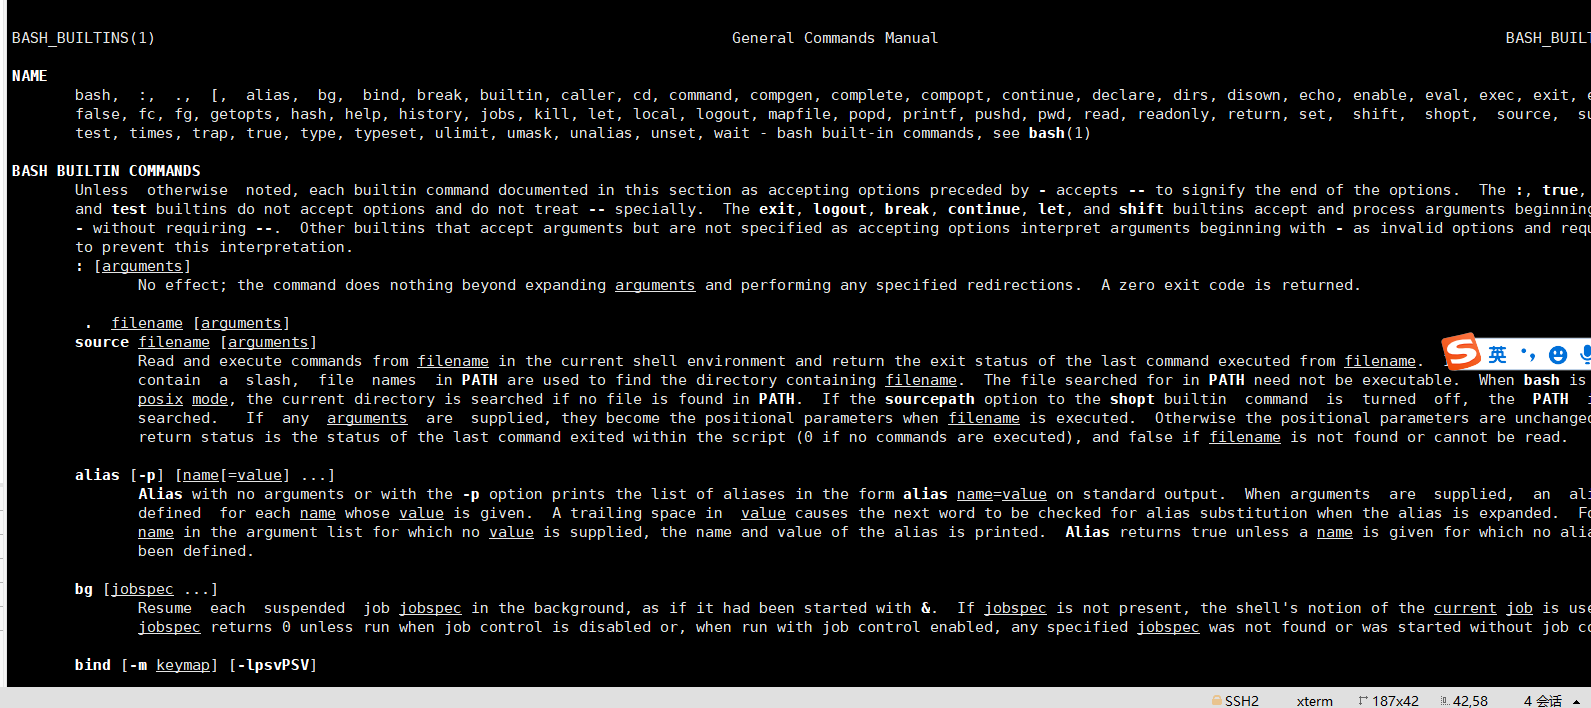 BASH_BUILTINS(1) General Commands Manual BASH_BUILT
NAME
bash, :, ., [, alias, bg, bind, break, builtin, caller, cd, command, compgen, complete, compopt, continue, declare, dirs, disown, echo, enable, eval, exec, exit,
false, fc, fg, getopts, hash, help, history, jobs, kill, let, local, logout, mapfile, popd, printf, pushd, pwd, read, readonly, return, set, shift, shopt, source, su
test, times, trap, true, type, typeset, ulimit, umask, unalias, unset, wait - bash built-in commands, see bash(1)
BASH BUILTIN COMMANDS
Unless otherwise noted, each builtin command documented in this section as accepting options preceded by - accepts -- to signify the end of the options. The :, true,
and test builtins do not accept options and do not treat -- specially. The exit, logout, break, continue, let, and shift builtins accept and process arguments beginning
- without requiring --. Other builtins that accept arguments but are not specified as accepting options interpret arguments beginning with - as invalid options and requ
to prevent this interpretation.
: [arguments]
No effect; the command does nothing beyond expanding arguments and performing any specified redirections. A zero exit code is returned.
. filename [arguments]
source filename [arguments]
Read and execute commands from filename in the current shell environment and return the exit status of the last command executed from filename.
英
contain a slash, file names in PATH are used to find the directory containing filename. The file searched for in PATH need not be executable. When bash is
posix mode, the current directory is searched if no file is found in PATH. If the sourcepath option to the shopt builtin command is turned off, the PATH i
searched. If any arguments are supplied, they become the positional parameters when filename is executed. Otherwise the positional parameters are unchanged
return status is the status of the last command exited within the script (0 if no commands are executed), and false if filename is not found or cannot be read.
alias [-p] [name[=value] ...]
Alias with no arguments or with the -p option prints the list of aliases in the form alias name=value on standard output. When arguments are supplied, an ali
defined for each name whose value is given. A trailing space in value causes the next word to be checked for alias substitution when the alias is expanded. Fo
name in the argument list for which no value is supplied, the name and value of the alias is printed. Alias returns true unless a name is given for which no alia
been defined.
bg [jobspec ...]
Resume each suspended job jobspec in the background, as if it had been started with &. If jobspec is not present, the shell's notion of the current job is use
jobspec returns 0 unless run when job control is disabled or, when run with job control enabled, any specified jobspec was not found or was started without job co
bind [-m keymap] [-lpsvPSV]
SSH2 xterm 187x42 42,58 4 会话